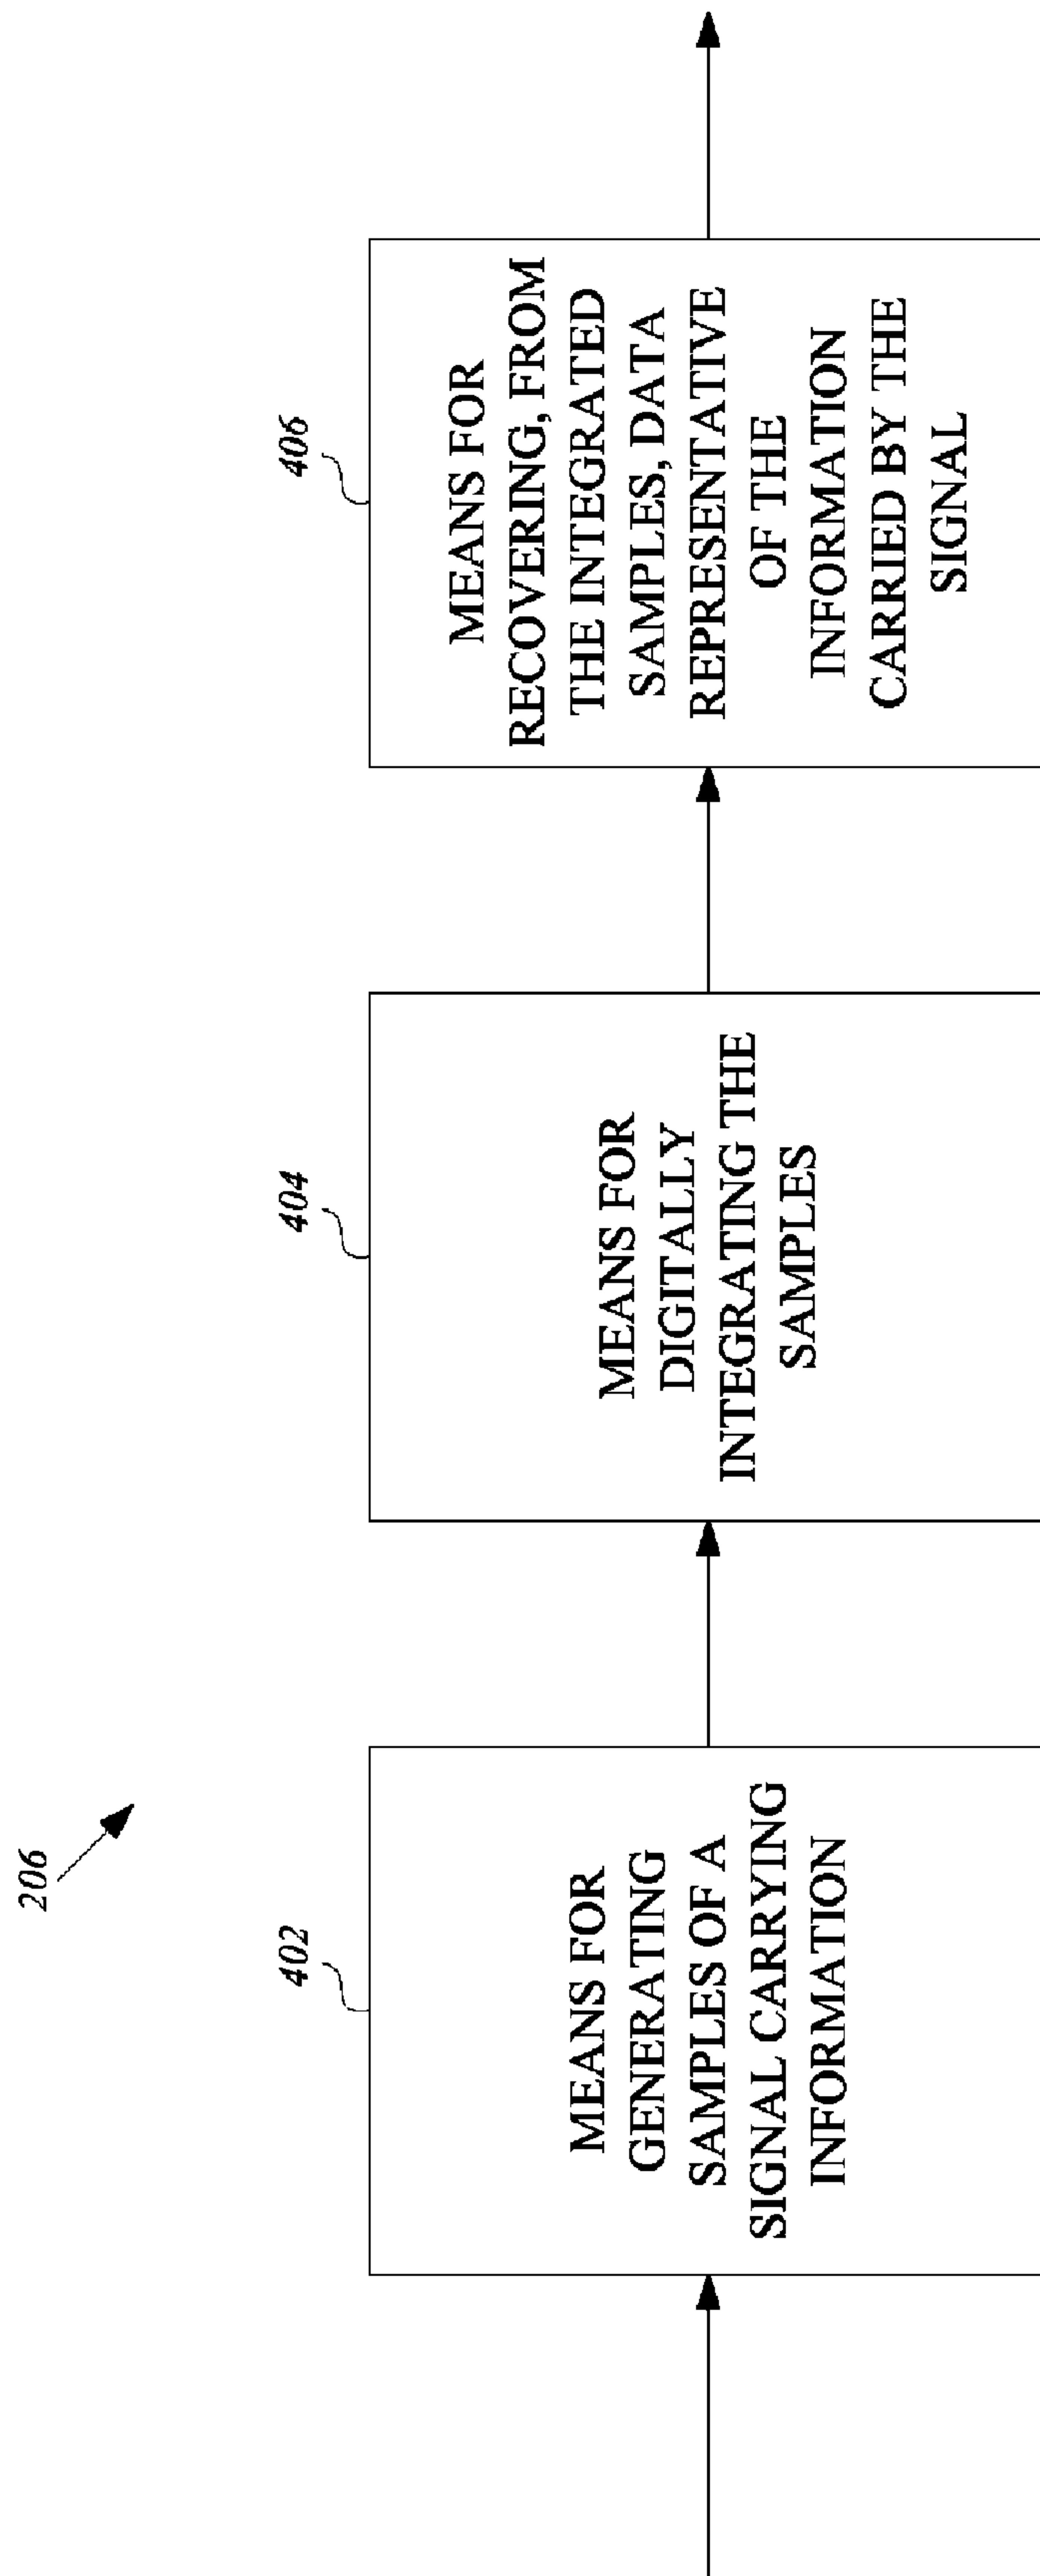 206
402
MEANS FOR
GENERATING
SAMPLES OF A
SIGNAL CARRYING
INFORMATION
404
MEANS FOR
DIGITALLY
INTEGRATING THE
SAMPLES
406
MEANS FOR
RECOVERING, FROM
THE INTEGRATED
SAMPLES, DATA
REPRESENTATIVE
OF THE
INFORMATION
CARRIED BY THE
SIGNAL